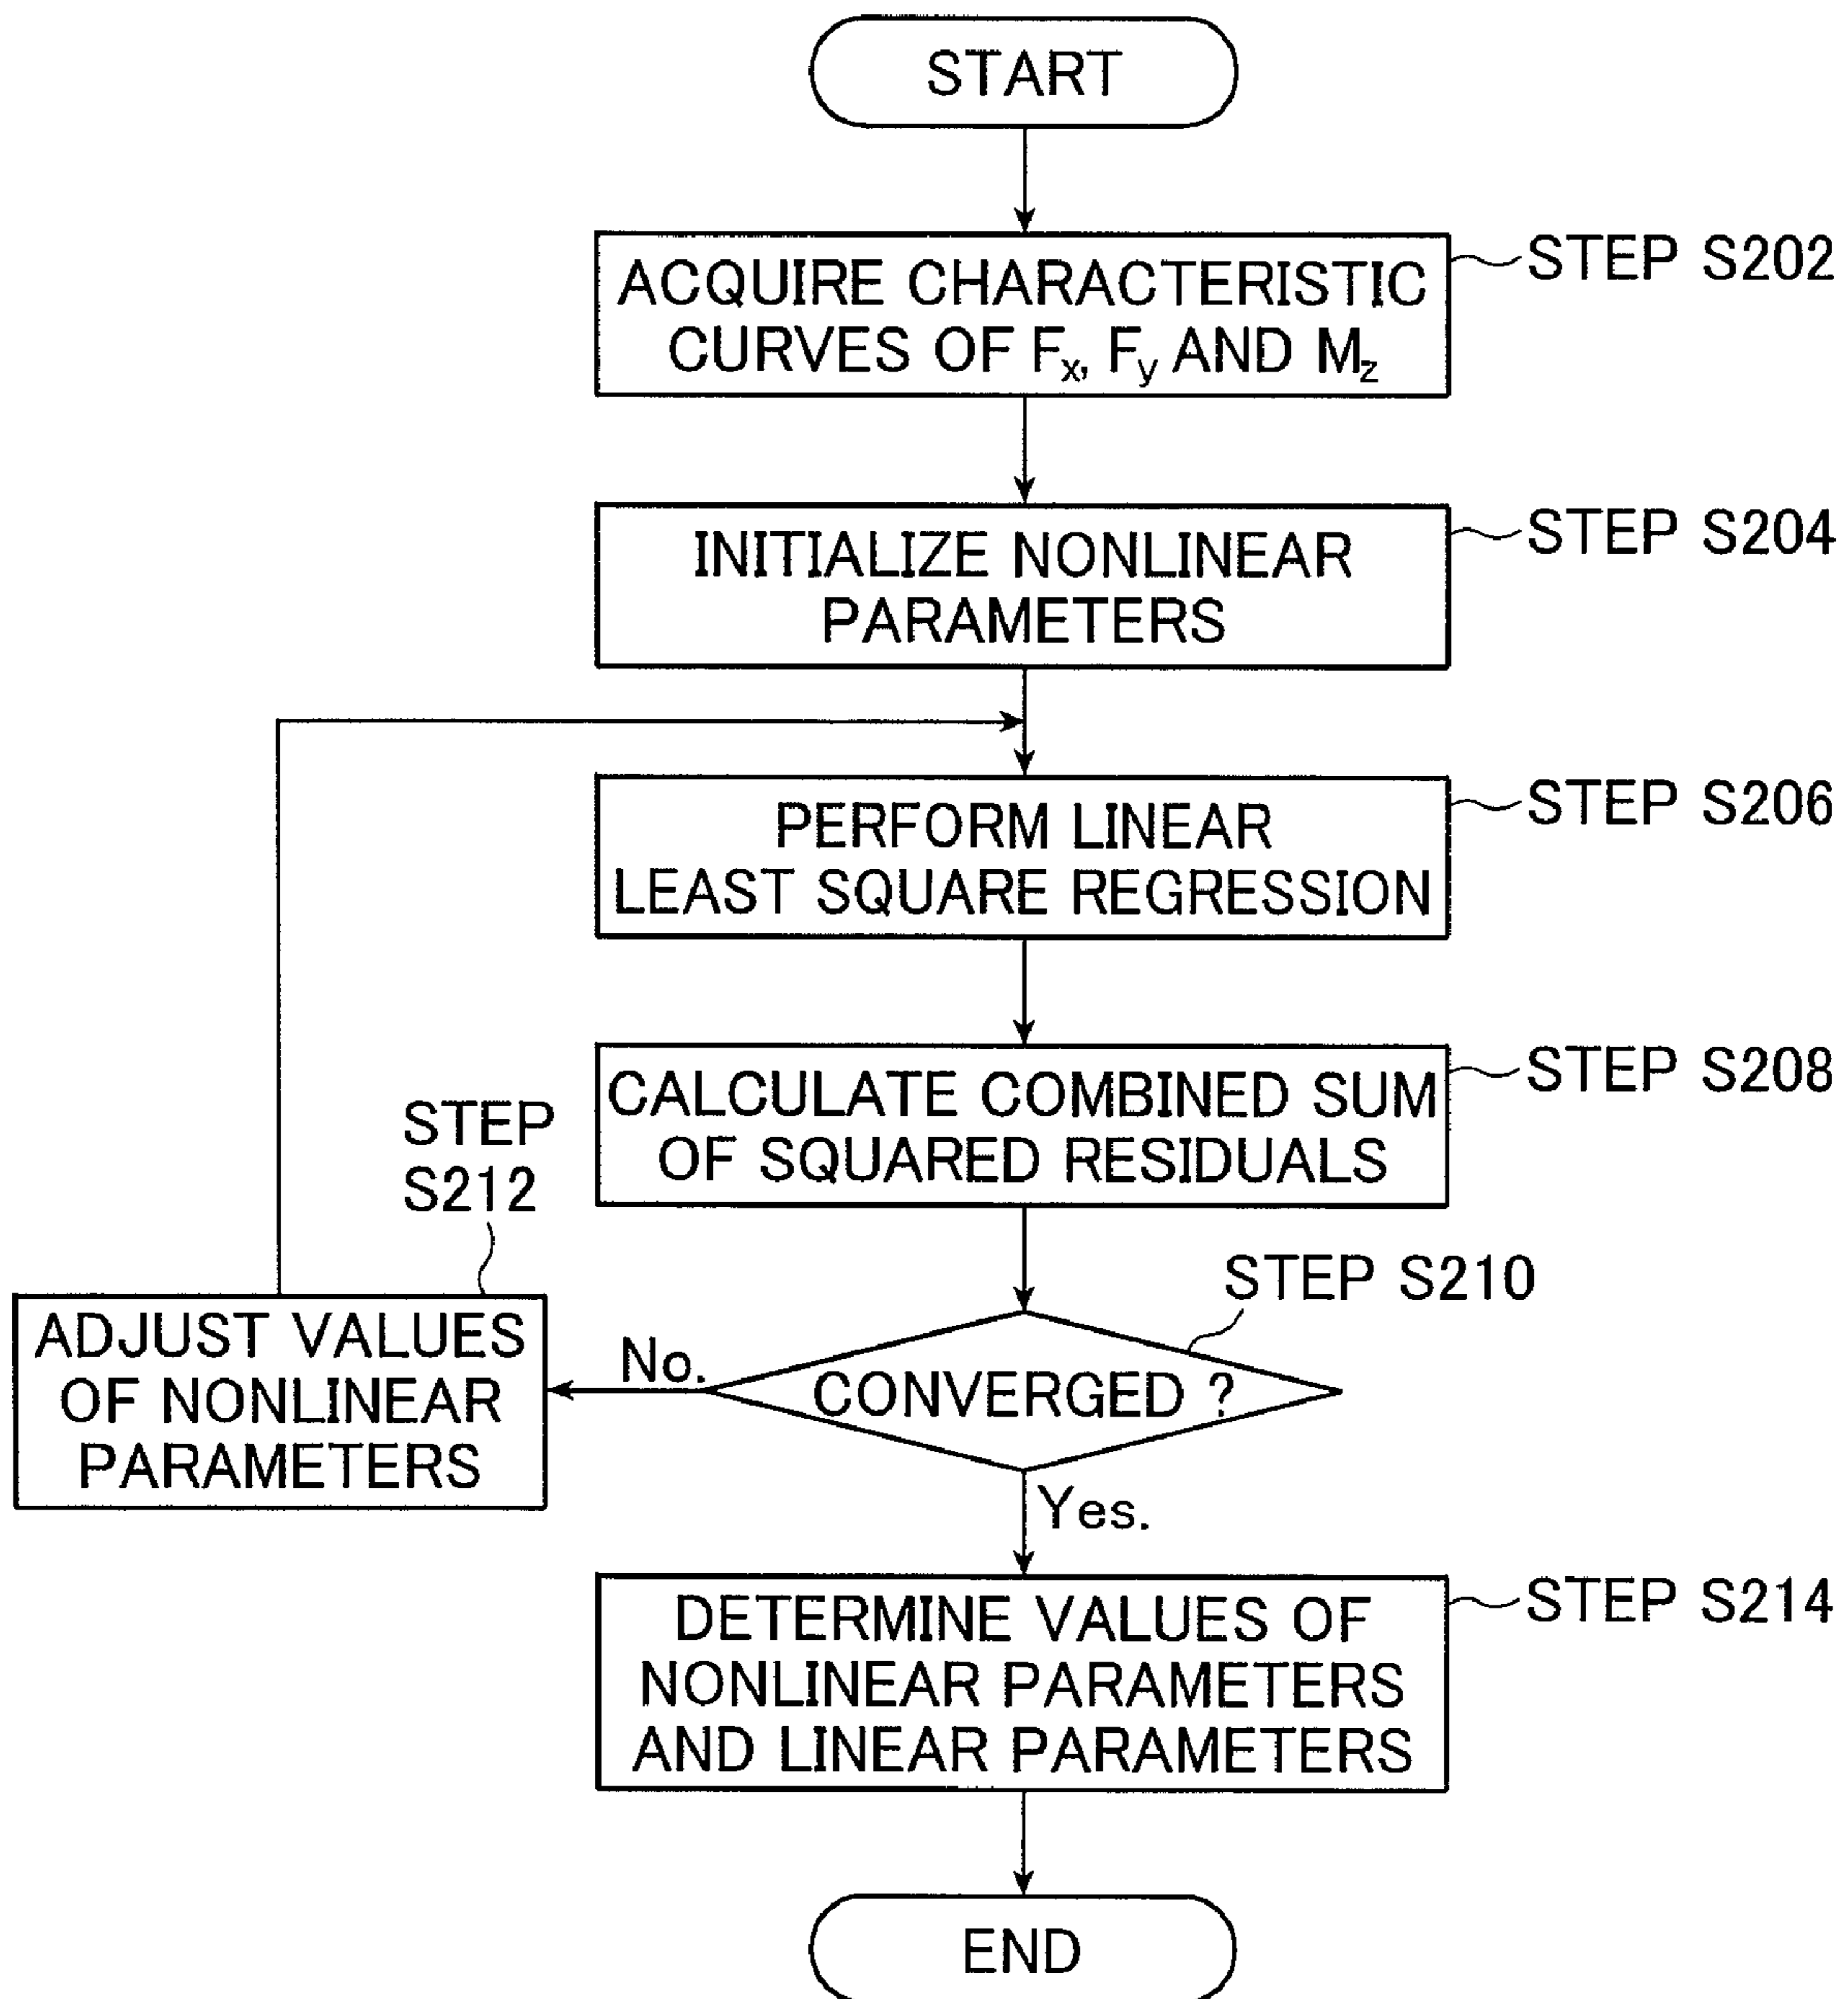 START
ACQUIRE CHARACTERISTIC
CURVES OF Fx, Fy AND Mz
STEP S202
INITIALIZE NONLINEAR
PARAMETERS
STEP S204
PERFORM LINEAR
LEAST SQUARE REGRESSION
STEP S206
CALCULATE COMBINED SUM
OF SQUARED RESIDUALS
STEP S208
CONVERGED ?
STEP S210
No.
STEP
S212
ADJUST VALUES
OF NONLINEAR
PARAMETERS
Yes.
DETERMINE VALUES OF
NONLINEAR PARAMETERS
AND LINEAR PARAMETERS
STEP S214
END